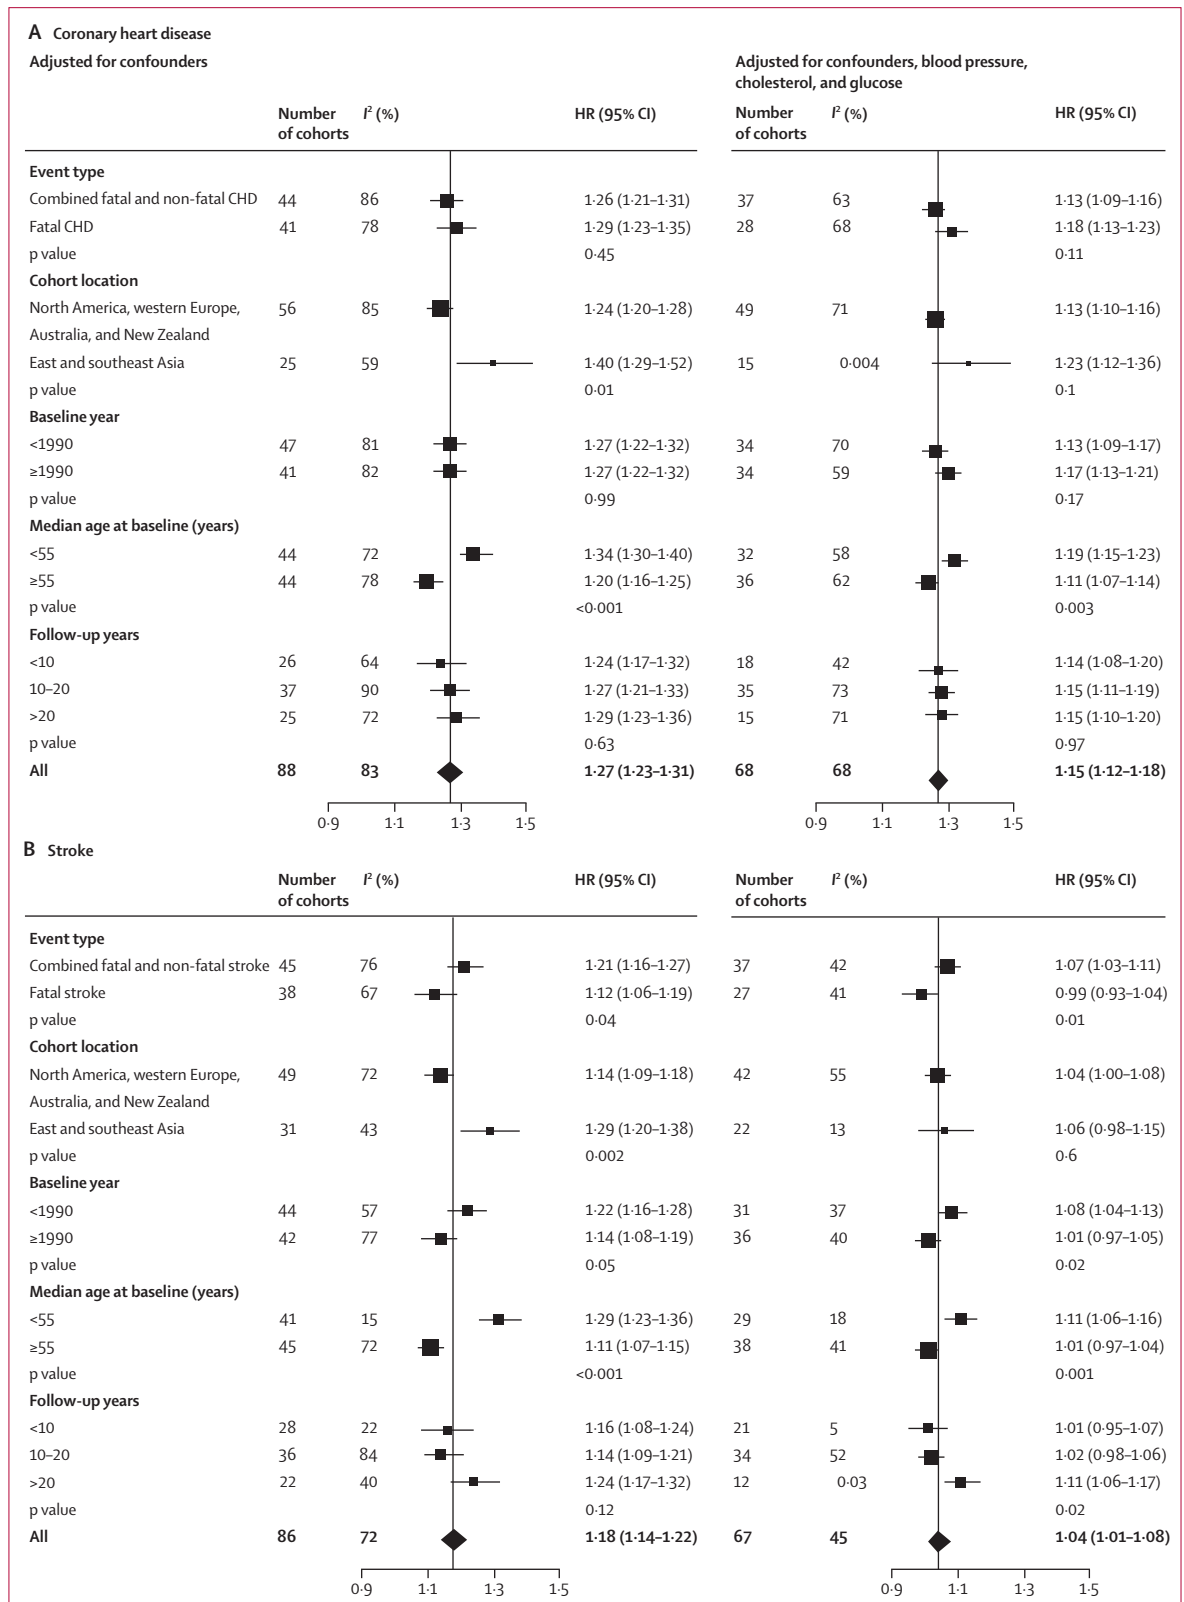 A Coronary heart disease
Adjusted for confounders
Adjusted for confounders, blood pressure,
cholesterol, and glucose
Number of cohorts I² (%) HR (95% CI) Number of cohorts I² (%) HR (95% CI)
Event type
Combined fatal and non-fatal CHD 44 86 1·26 (1·21–1·31) 37 63 1·13 (1·09–1·16)
Fatal CHD 41 78 1·29 (1·23–1·35) 28 68 1·18 (1·13–1·23)
p value 0·45 0·11
Cohort location
North America, western Europe, 56 85 1·24 (1·20–1·28) 49 71 1·13 (1·10–1·16)
Australia, and New Zealand
East and southeast Asia 25 59 1·40 (1·29–1·52) 15 0·004 1·23 (1·12–1·36)
p value 0·01 0·1
Baseline year
<1990 47 81 1·27 (1·22–1·32) 34 70 1·13 (1·09–1·17)
≥1990 41 82 1·27 (1·22–1·32) 34 59 1·17 (1·13–1·21)
p value 0·99 0·17
Median age at baseline (years)
<55 44 72 1·34 (1·30–1·40) 32 58 1·19 (1·15–1·23)
≥55 44 78 1·20 (1·16–1·25) 36 62 1·11 (1·07–1·14)
p value <0·001 0·003
Follow-up years
<10 26 64 1·24 (1·17–1·32) 18 42 1·14 (1·08–1·20)
10–20 37 90 1·27 (1·21–1·33) 35 73 1·15 (1·11–1·19)
>20 25 72 1·29 (1·23–1·36) 15 71 1·15 (1·10–1·20)
p value 0·63 0·97
All 88 83 1·27 (1·23–1·31) 68 68 1·15 (1·12–1·18)
0·9 1·1 1·3 1·5 0·9 1·1 1·3 1·5
B Stroke
Number of cohorts I² (%) HR (95% CI) Number of cohorts I² (%) HR (95% CI)
Event type
Combined fatal and non-fatal stroke 45 76 1·21 (1·16–1·27) 37 42 1·07 (1·03–1·11)
Fatal stroke 38 67 1·12 (1·06–1·19) 27 41 0·99 (0·93–1·04)
p value 0·04 0·01
Cohort location
North America, western Europe, 49 72 1·14 (1·09–1·18) 42 55 1·04 (1·00–1·08)
Australia, and New Zealand
East and southeast Asia 31 43 1·29 (1·20–1·38) 22 13 1·06 (0·98–1·15)
p value 0·002 0·6
Baseline year
<1990 44 57 1·22 (1·16–1·28) 31 37 1·08 (1·04–1·13)
≥1990 42 77 1·14 (1·08–1·19) 36 40 1·01 (0·97–1·05)
p value 0·05 0·02
Median age at baseline (years)
<55 41 15 1·29 (1·23–1·36) 29 18 1·11 (1·06–1·16)
≥55 45 72 1·11 (1·07–1·15) 38 41 1·01 (0·97–1·04)
p value <0·001 0·001
Follow-up years
<10 28 22 1·16 (1·08–1·24) 21 5 1·01 (0·95–1·07)
10–20 36 84 1·14 (1·09–1·21) 34 52 1·02 (0·98–1·06)
>20 22 40 1·24 (1·17–1·32) 12 0·03 1·11 (1·06–1·17)
p value 0·12 0·02
All 86 72 1·18 (1·14–1·22) 67 45 1·04 (1·01–1·08)
0·9 1·1 1·3 1·5 0·9 1·1 1·3 1·5